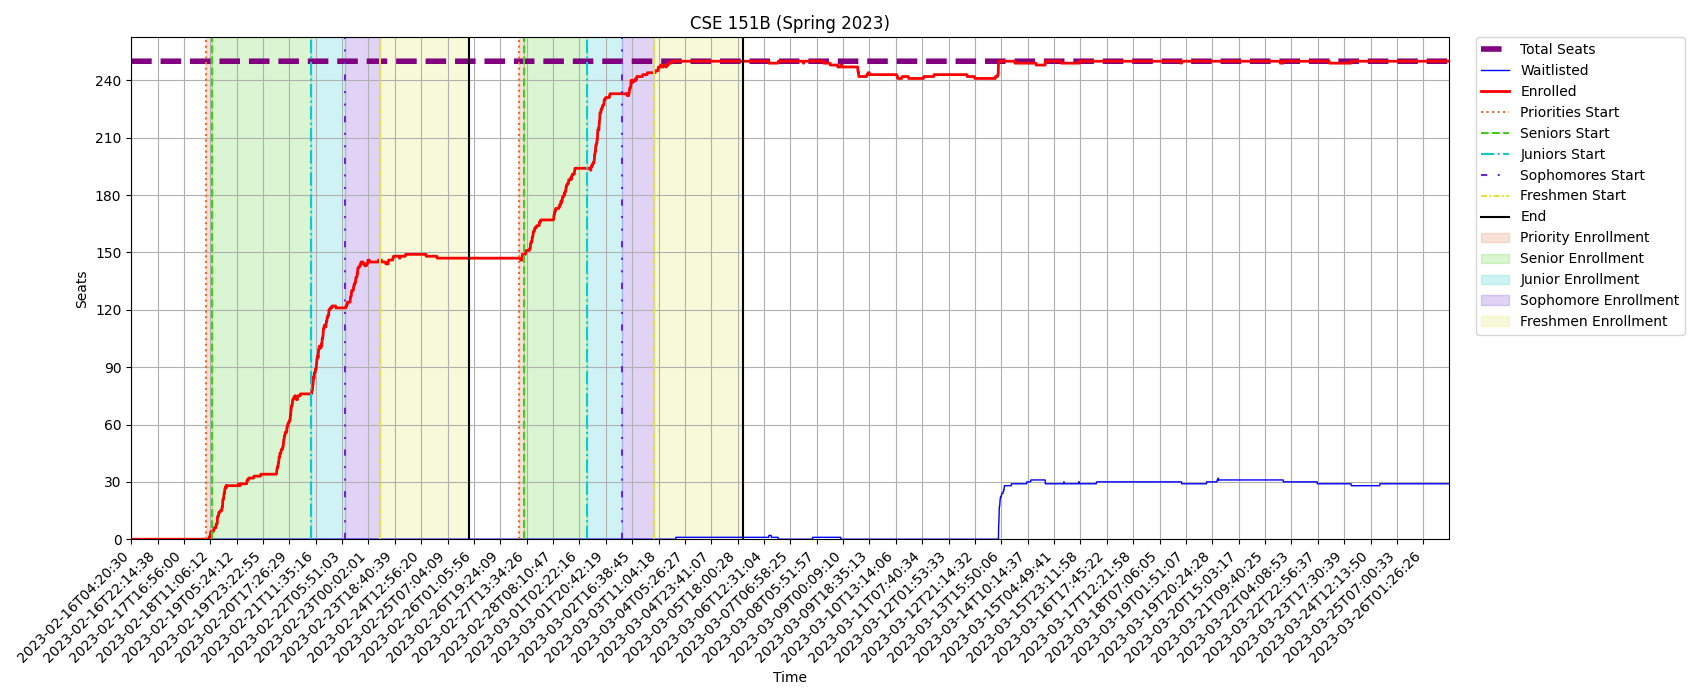 CSE 151B (Spring 2023)
Seats
240
210
180
150
120
90
60
30
0
2023-02-16T04:20:30
2023-02-16T22:14:38
2023-02-17T16:56:00
2023-02-18T11:06:12
2023-02-19T05:24:12
2023-02-19T23:22:55
2023-02-20T17:26:29
2023-02-21T11:35:16
2023-02-22T05:51:03
2023-02-23T00:02:01
2023-02-23T18:40:39
2023-02-24T12:56:20
2023-02-25T07:04:09
2023-02-26T01:05:56
2023-02-26T19:24:09
2023-02-27T13:34:26
2023-02-28T08:10:47
2023-03-01T02:22:16
2023-03-01T20:42:19
2023-03-02T16:38:45
2023-03-03T11:04:18
2023-03-04T05:26:27
2023-03-04T23:41:07
2023-03-05T18:00:28
2023-03-06T12:31:04
2023-03-07T06:58:25
2023-03-08T05:51:57
2023-03-09T00:09:10
2023-03-09T18:35:13
2023-03-10T13:14:06
2023-03-11T07:40:34
2023-03-12T01:53:33
2023-03-12T21:14:32
2023-03-13T15:50:06
2023-03-14T10:14:37
2023-03-15T04:49:41
2023-03-15T23:11:58
2023-03-16T17:45:22
2023-03-17T12:21:58
2023-03-18T07:06:05
2023-03-19T01:51:07
2023-03-19T20:24:28
2023-03-20T15:03:17
2023-03-21T09:40:25
2023-03-22T04:08:53
2023-03-22T22:56:37
2023-03-23T17:30:39
2023-03-24T12:13:50
2023-03-25T07:00:33
2023-03-26T01:26:26
Time
Total Seats
Waitlisted
Enrolled
Priorities Start
Seniors Start
Juniors Start
Sophomores Start
Freshmen Start
End
Priority Enrollment
Senior Enrollment
Junior Enrollment
Sophomore Enrollment
Freshmen Enrollment